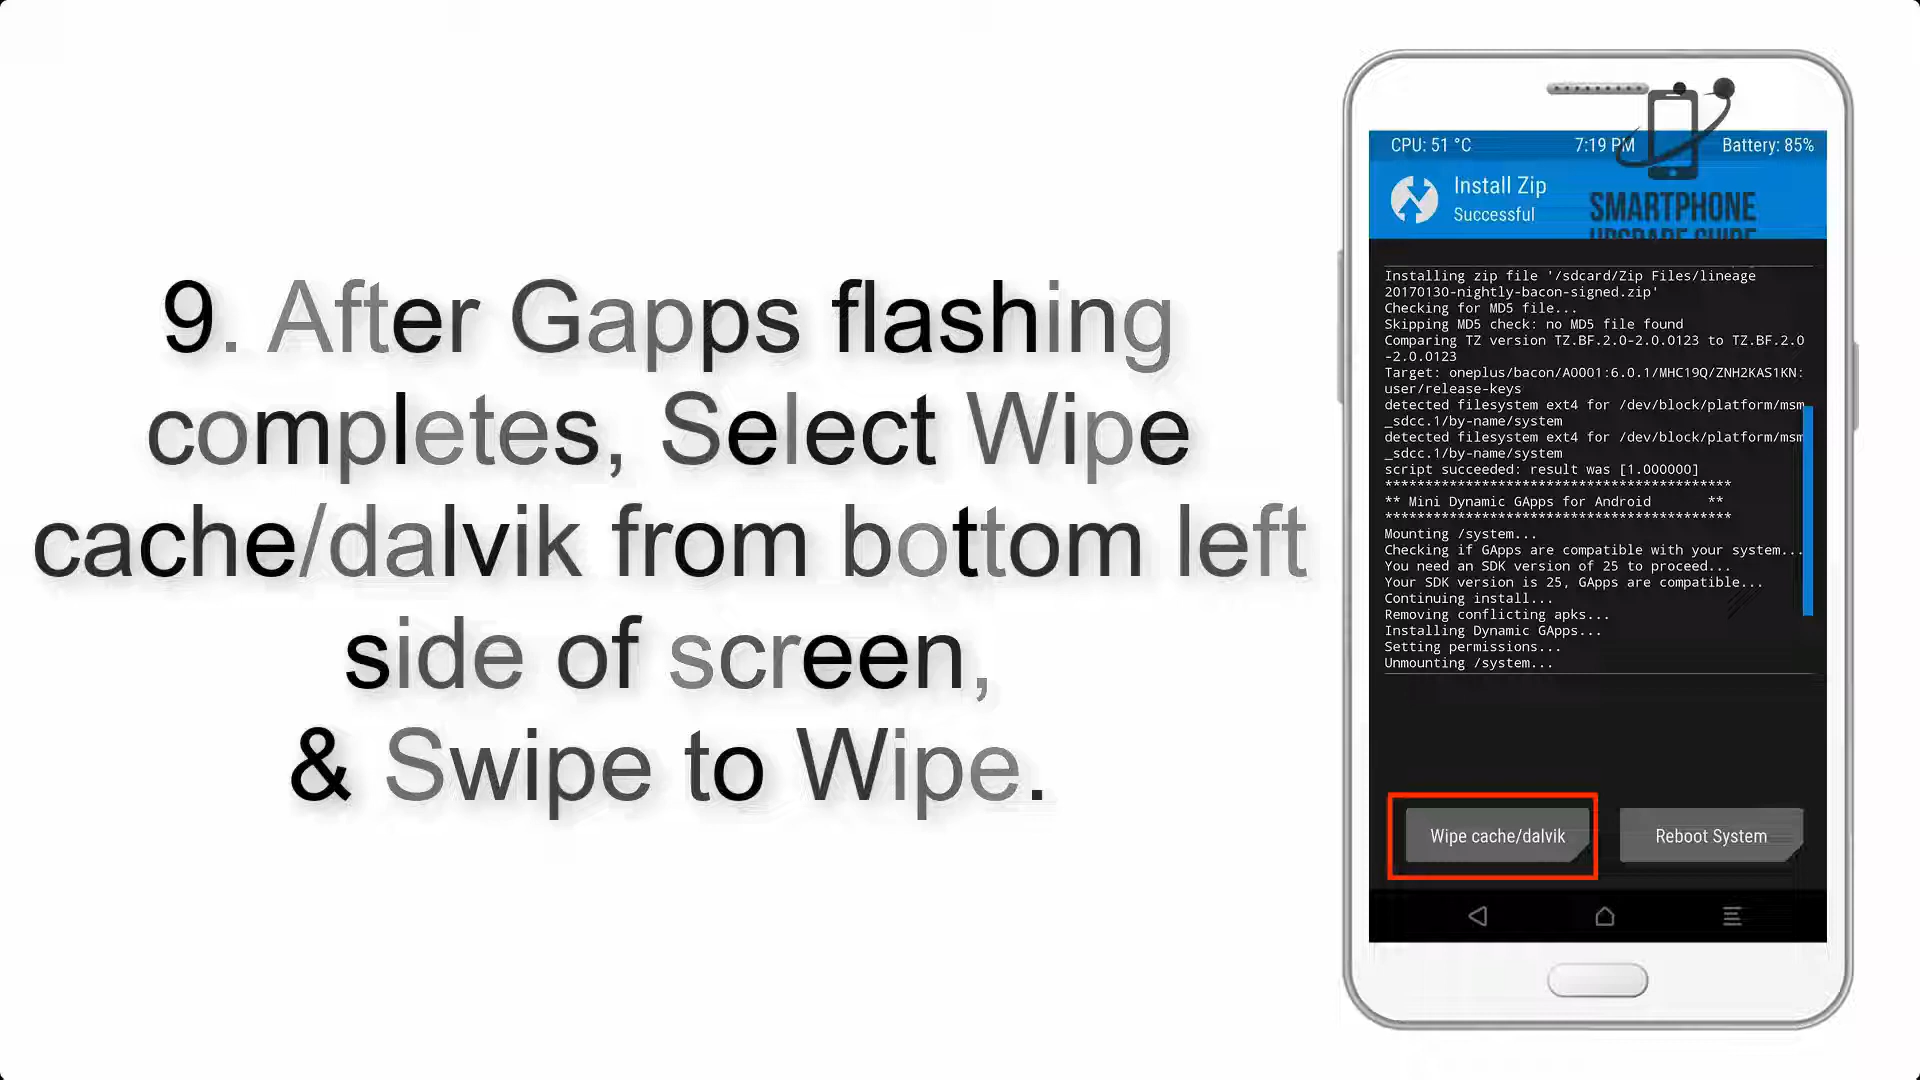 9. After Gapps flashing
completes, Select Wipe
cache/dalvik from bottom left
side of screen,
& Swipe to Wipe.
CPU: 51 °C 7:19 PM Battery: 85%
Install Zip
Successful
SMARTPHONE
UPGRADE GUIDE
Installing zip file '/sdcard/Zip Files/lineage
20170130-nightly-bacon-signed.zip'
Checking for MD5 file...
Skipping MD5 check: no MD5 file found
Comparing TZ version TZ.BF.2.0-2.0.0123 to TZ.BF.2.0
-2.0.0123
Target: oneplus/bacon/A0001:6.0.1/MHC19Q/ZNH2KAS1KN:
user/release-keys
detected filesystem ext4 for /dev/block/platform/msm
_sdcc.1/by-name/system
detected filesystem ext4 for /dev/block/platform/msm
_sdcc.1/by-name/system
script succeeded: result was [1.000000]
*******************************************
** Mini Dynamic GApps for Android **
*******************************************
Mounting /system...
Checking if GApps are compatible with your system...
You need an SDK version of 25 to proceed...
Your SDK version is 25, GApps are compatible...
Continuing install...
Removing conflicting apks...
Installing Dynamic GApps...
Setting permissions...
Unmounting /system...
Wipe cache/dalvik
Reboot System